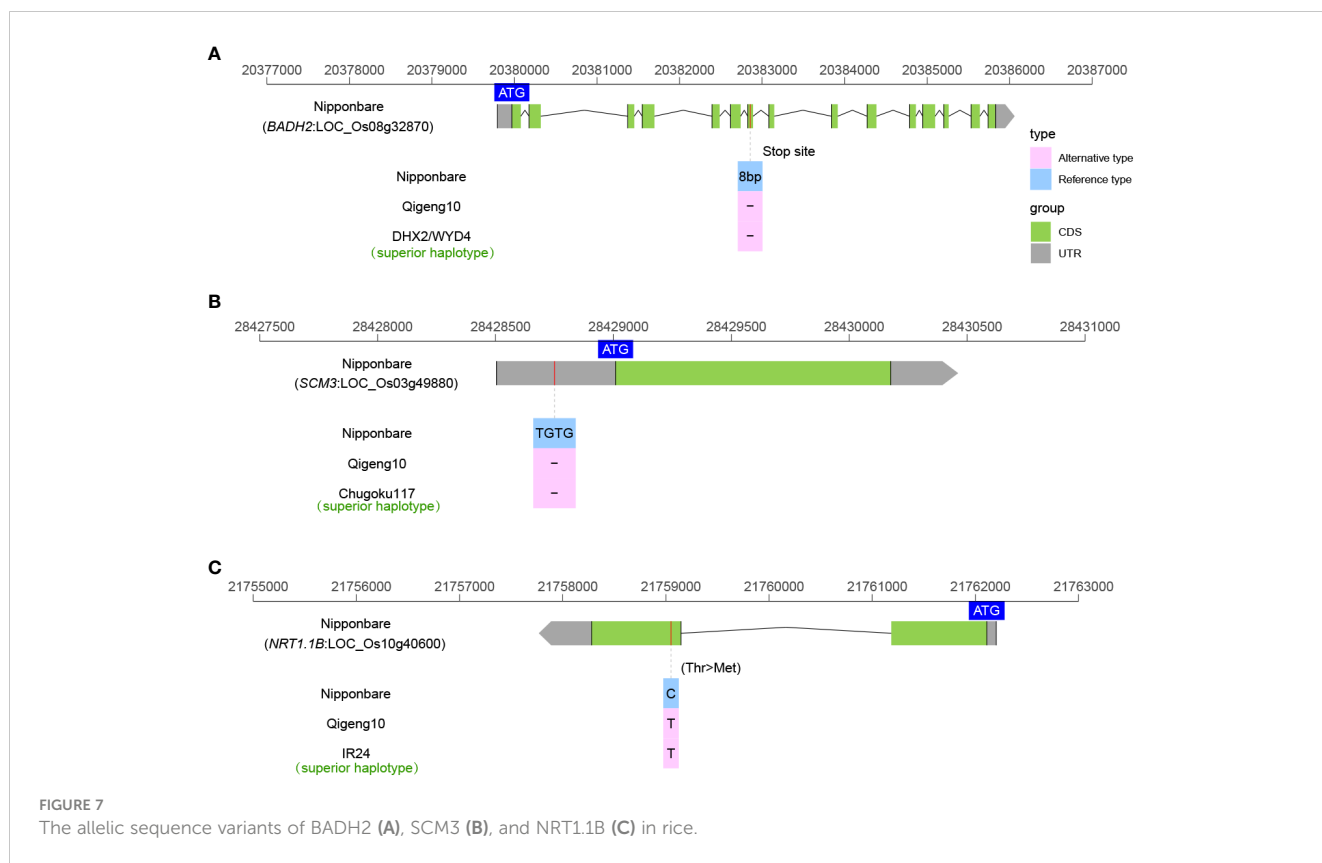 A
20377000 20378000 20379000 20380000 20381000 20382000 20383000 20384000 20385000 20386000 20387000
ATG
Nipponbare
(BADH2:LOC_Os08g32870)
Stop site
Nipponbare 8bp
Qigeng10 –
DHX2/WYD4 –
(superior haplotype)
type
Alternative type
Reference type
group
CDS
UTR
B
28427500 28428000 28428500 28429000 28429500 28430000 28430500 28431000
ATG
Nipponbare
(SCM3:LOC_Os03g49880)
Nipponbare TGTG
Qigeng10 –
Chugoku117 –
(superior haplotype)
C
21755000 21756000 21757000 21758000 21759000 21760000 21761000 21762000 21763000
ATG
Nipponbare
(NRT1.1B:LOC_Os10g40600)
(Thr>Met)
Nipponbare C
Qigeng10 T
IR24 T
(superior haplotype)
FIGURE 7
The allelic sequence variants of BADH2 (A), SCM3 (B), and NRT1.1B (C) in rice.